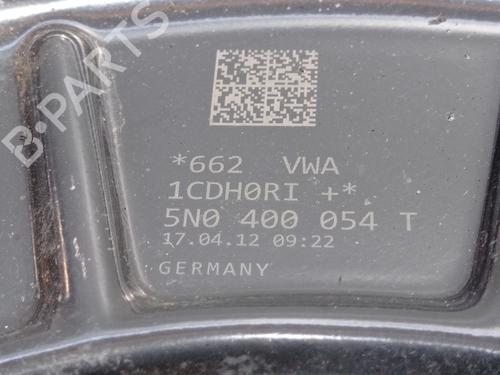 B-PARTS
*662 VWA
1CDH0RI +*
5N0 400 054 T
17.04.12 09:22
GERMANY